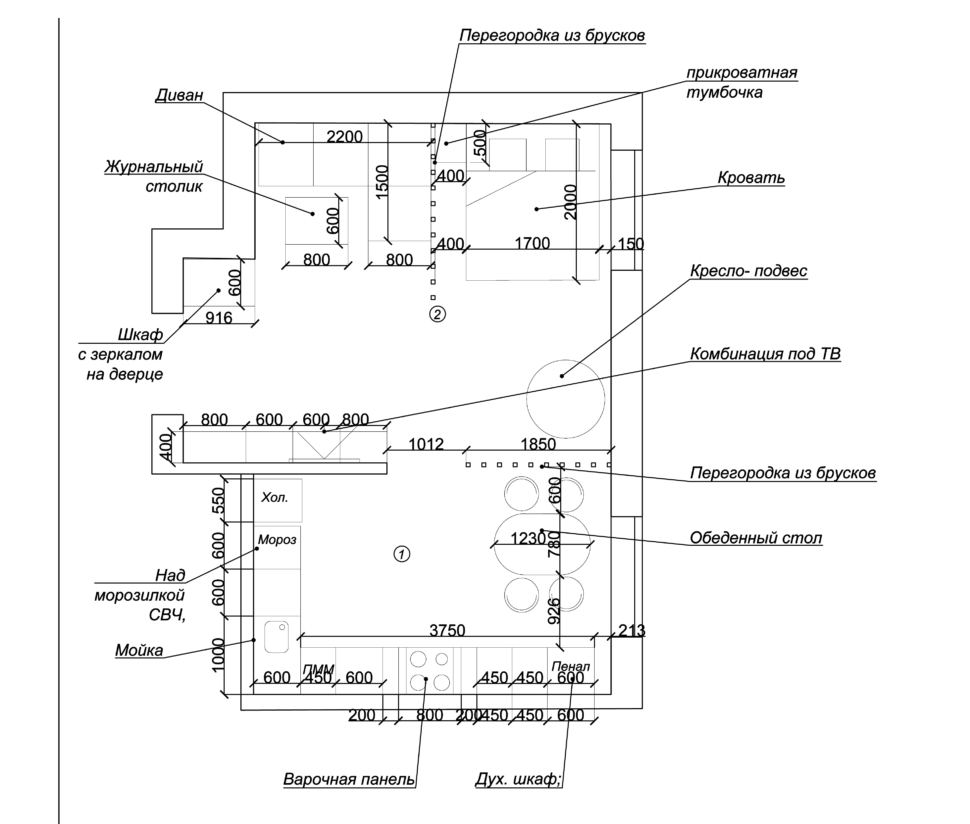 Перегородка из брусков
прикроватная
тумбочка
Диван
2200
500
Журнальный
столик
1500
400
Кровать
2000
600
400
1700
150
800
800
Кресло- подвес
600
916
2
Шкаф
с зеркалом
на дверце
Комбинация под ТВ
800
600
600
800
400
1012
1850
Перегородка из брусков
550
Хол.
600
Обеденный стол
600
Мороз
1
1230
780
Над
морозилкой
СВЧ,
600
926
3750
213
Мойка
1000
ПММ
Пенал
600
450
600
450
450
600
200
800
200
450
450
600
Варочная панель
Дух. шкаф;